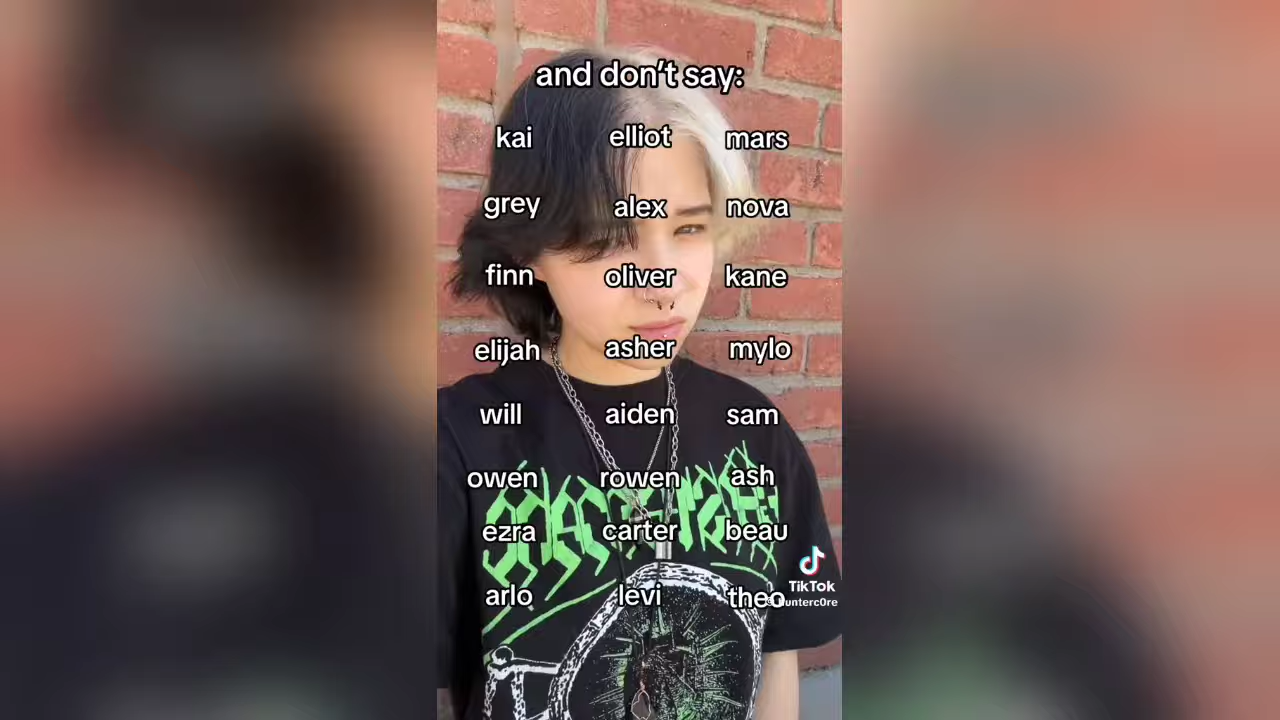 and don't say:
kai elliot mars
grey alex nova
finn oliver kane
elijah asher mylo
will aiden sam
owen rowen ash
ezra carter beau
arlo levi theo
TikTok